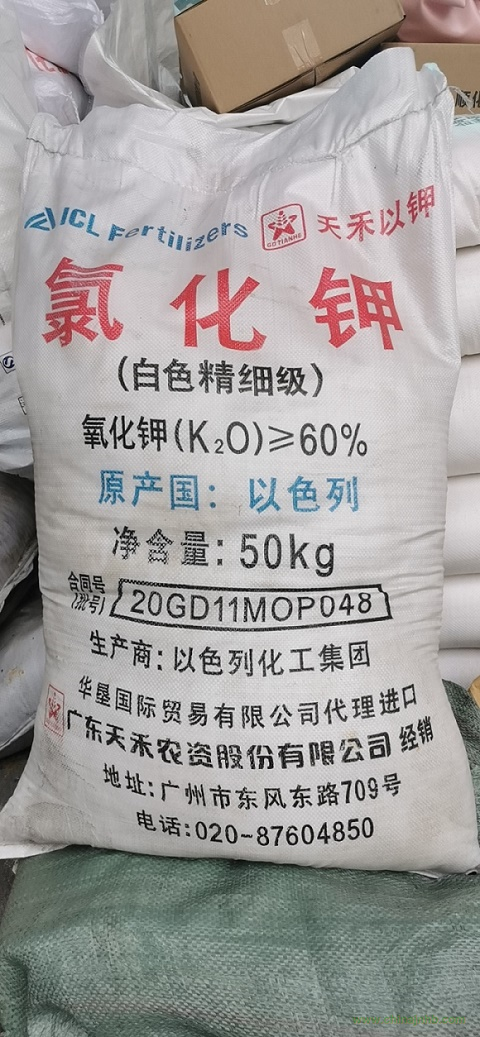 ICL Fertilizers
GD TIANHE
天禾以钾
氯化钾
(白色精细级)
氧化钾(K₂O)≥60%
原产国：以色列
净含量:50kg
合同号
(批号)
20GD11MOP048
生产商:以色列化工集团
华垦国际贸易有限公司代理进口
广东天禾农资股份有限公司 经销
地址:广州市东风东路709号
电话:020-87604850